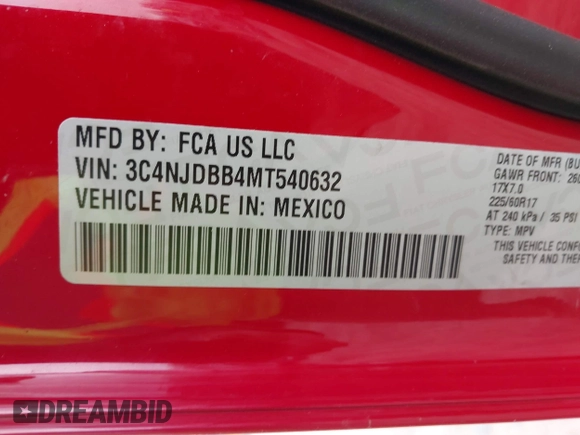 MFD BY: FCA US LLC
VIN: 3C4NJDBB4MT540632
VEHICLE MADE IN: MEXICO
DATE OF MFR
GAWR FRONT:
17X7.0
225/60R17
AT 240 kPa / 35 PSI
TYPE: MPV
THIS VEHICLE
SAFETY AND
DREAMBID